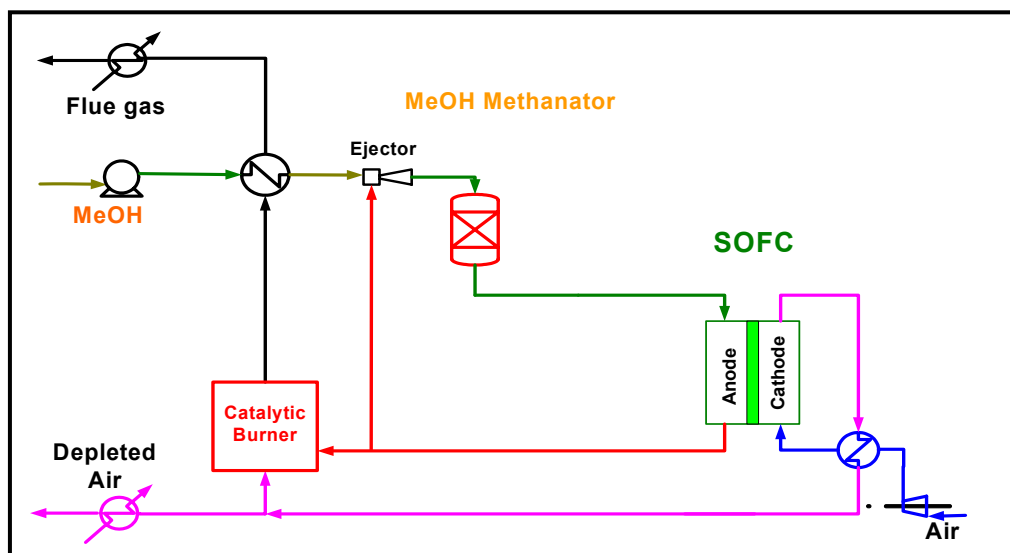 Flue gas
MeOH Methanator
Ejector
MeOH
SOFC
Anode
Cathode
Catalytic
Burner
Depleted
Air
Air